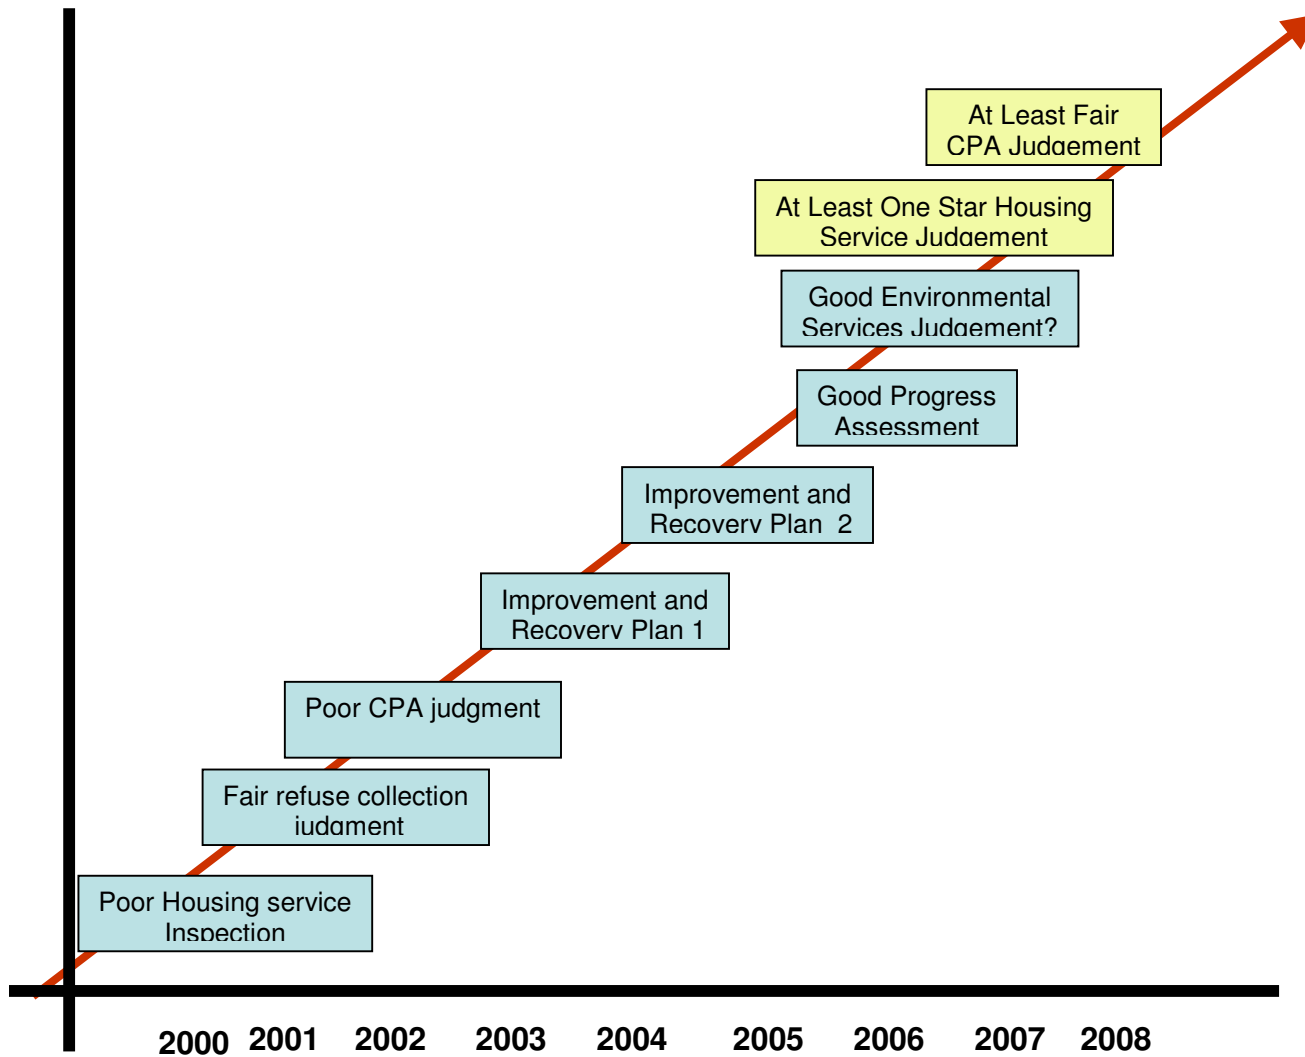 At Least Fair
CPA Judgement
At Least One Star Housing
Service Judgement
Good Environmental
Services Judgement?
Good Progress
Assessment
Improvement and
Recovery Plan 2
Improvement and
Recovery Plan 1
Poor CPA judgment
Fair refuse collection
judgment
Poor Housing service
Inspection
2000 2001 2002 2003 2004 2005 2006 2007 2008